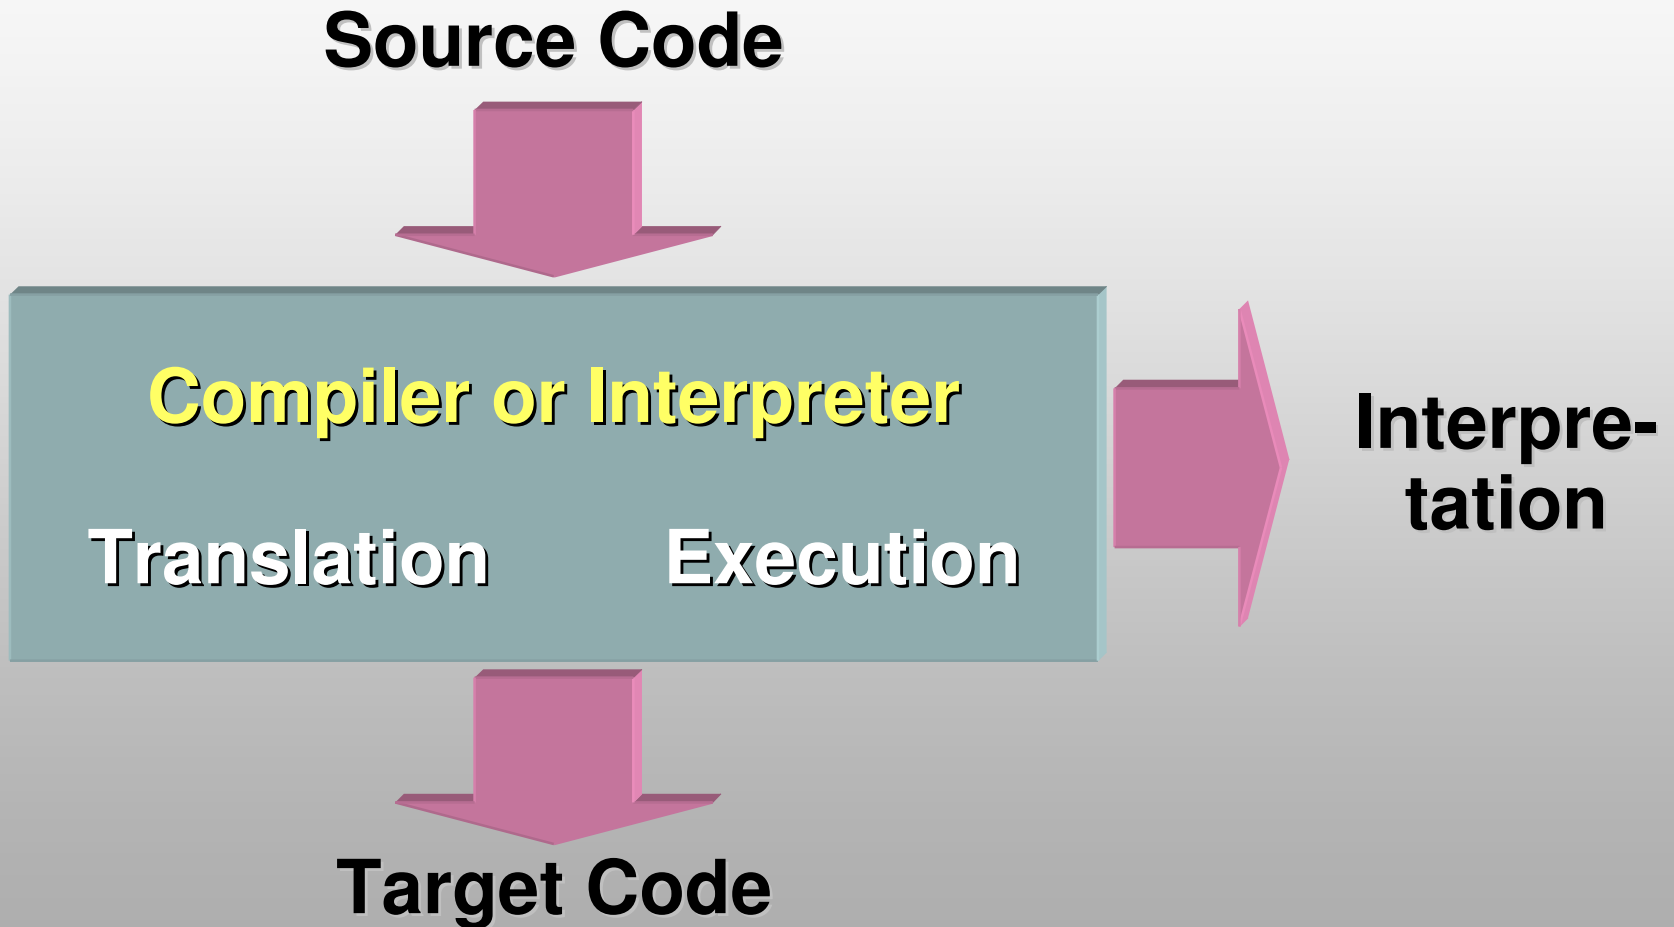 Source Code
Compiler or Interpreter
Translation Execution
Interpre-
tation
Target Code